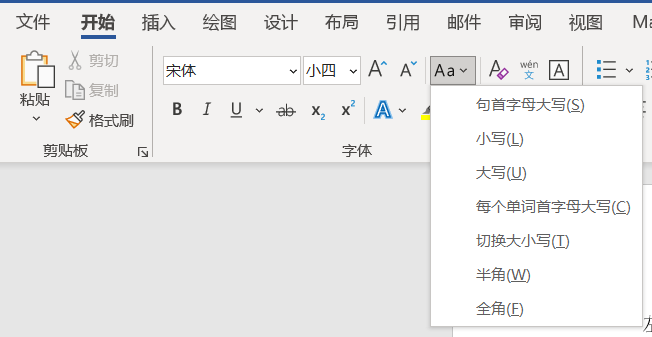 文件 开始 插入 绘图 设计 布局 引用 邮件 审阅 视图
剪切
复制
粘贴
格式刷
剪贴板
宋体 小四 A A Aa A wén 文 A
B I U ab x₂ x² A
字体
句首字母大写(S)
小写(L)
大写(U)
每个单词首字母大写(C)
切换大小写(T)
半角(W)
全角(F)